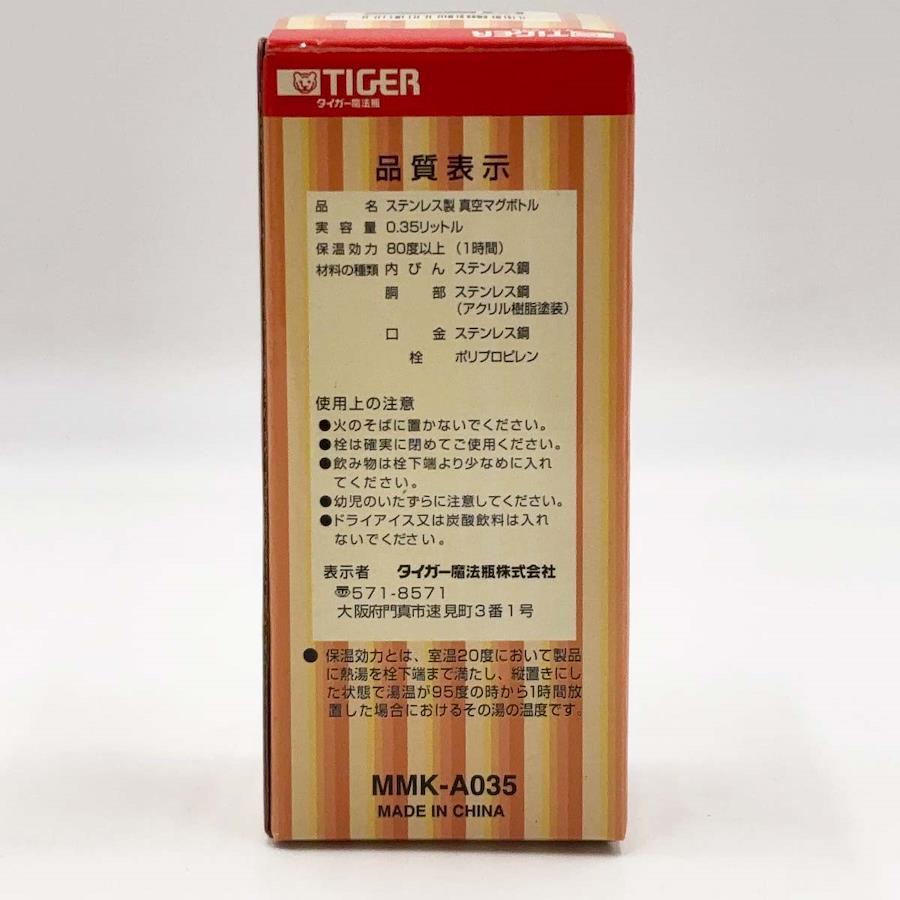 TIGER
TIGER
タイガー魔法瓶
品質表示
品名 ステンレス製 真空マグボトル
実容量 0.35リットル
保温効力 80度以上 (1時間)
材料の種類 内びん ステンレス鋼
胴部 ステンレス鋼
(アクリル樹脂塗装)
口金 ステンレス鋼
栓 ポリプロピレン
使用上の注意
●火のそばに置かないでください。
●栓は確実に閉めてご使用ください。
●飲み物は栓下端より少なめに入れ
てください。
●幼児のいたずらに注意してください。
●ドライアイス又は炭酸飲料は入れ
ないでください。
表示者 タイガー魔法瓶株式会社
〠571-8571
大阪府門真市速見町3番1号
●保温効力とは、室温20度において製品
に熱湯を栓下端まで満たし、縦置きにし
た状態で湯温が95度の時から1時間放
置した場合におけるその湯の温度です。
MMK-A035
MADE IN CHINA